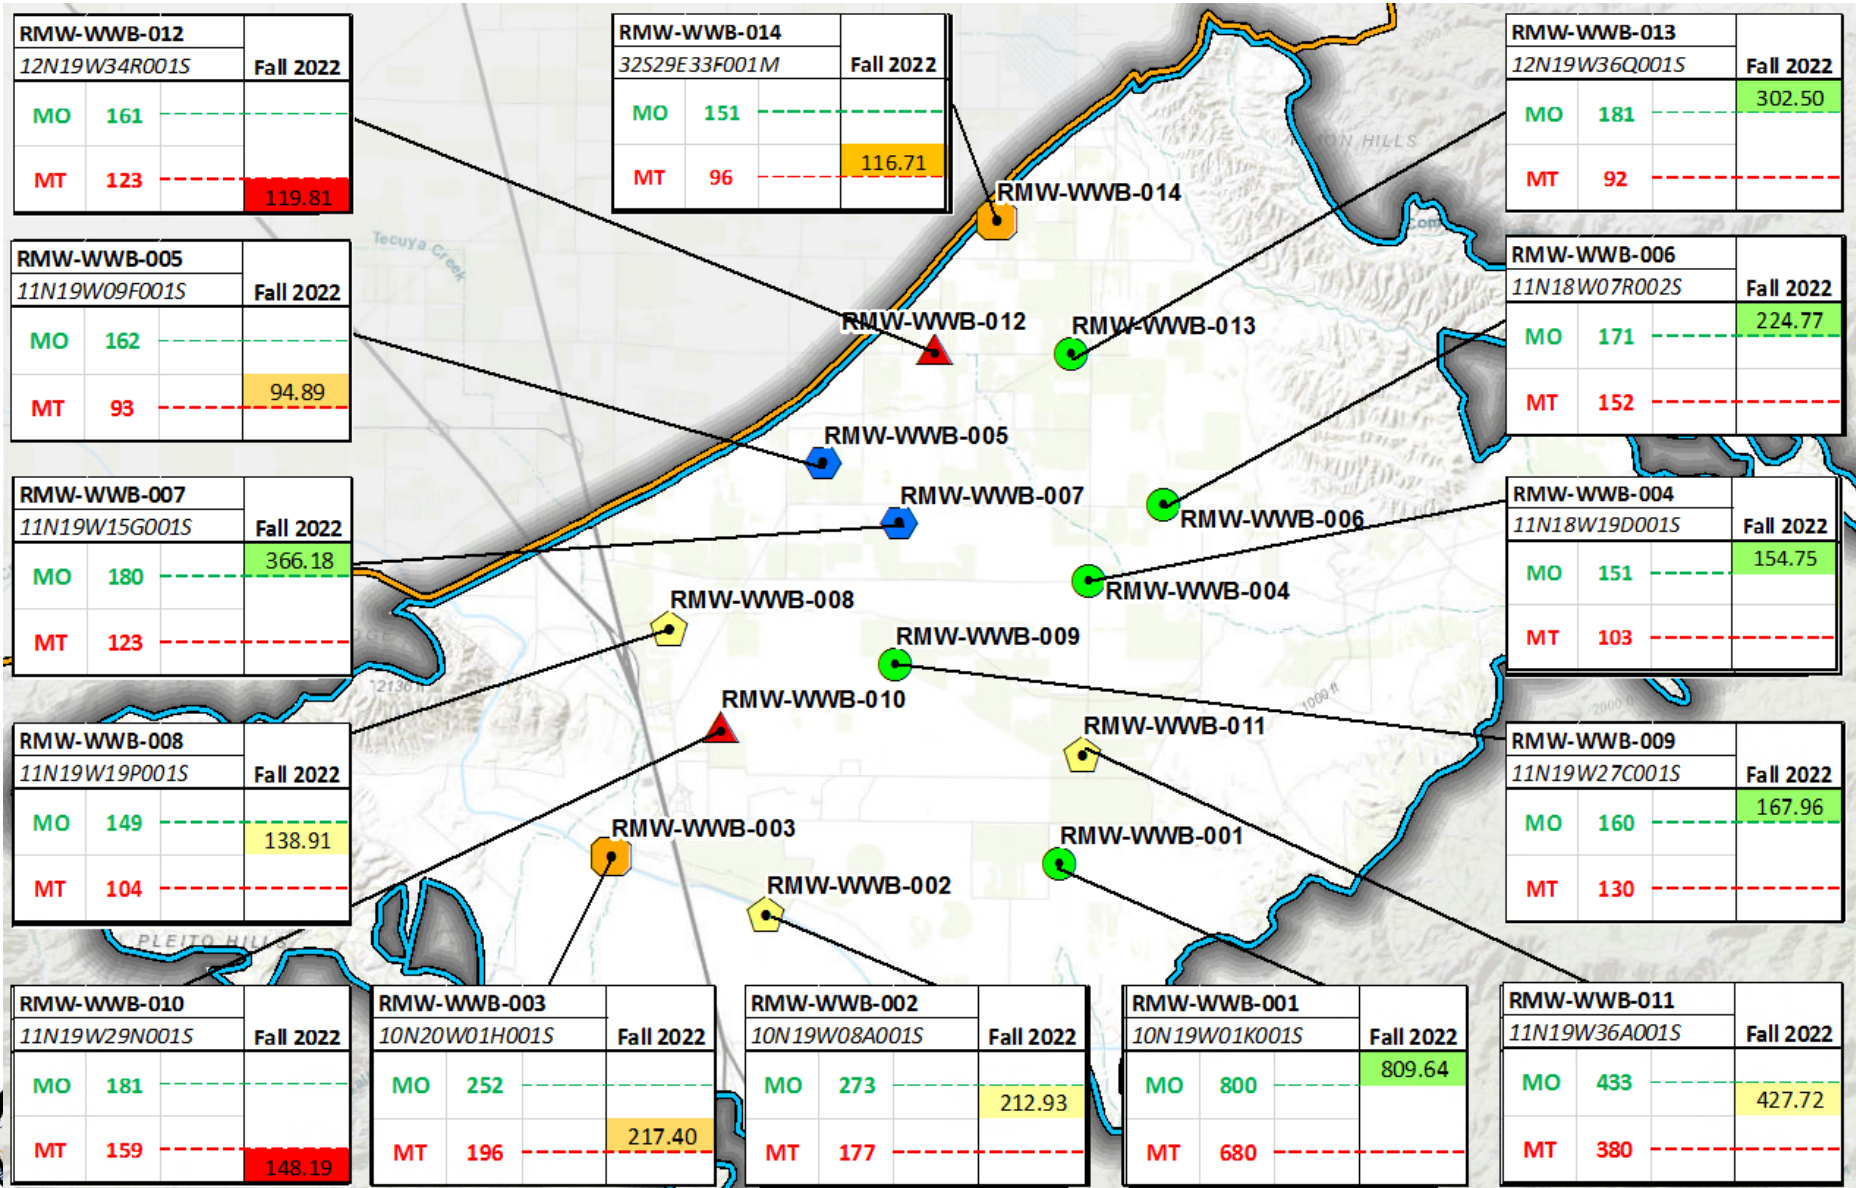 RMW-WWB-012
12N19W34R001S Fall 2022
MO 161
MT 123
119.81
RMW-WWB-014
32S29E33F001M Fall 2022
MO 151
116.71
MT 96
RMW-WWB-013
12N19W36Q001S Fall 2022
302.50
MO 181
MT 92
RMW-WWB-005
11N19W09F001S Fall 2022
MO 162
94.89
MT 93
RMW-WWB-006
11N18W07R002S Fall 2022
224.77
MO 171
MT 152
RMW-WWB-007
11N19W15G001S Fall 2022
366.18
MO 180
MT 123
RMW-WWB-004
11N18W19D001S Fall 2022
154.75
MO 151
MT 103
RMW-WWB-008
11N19W19P001S Fall 2022
MO 149
138.91
MT 104
RMW-WWB-009
11N19W27C001S Fall 2022
167.96
MO 160
MT 130
RMW-WWB-010
11N19W29N001S Fall 2022
MO 181
MT 159
148.19
RMW-WWB-003
10N20W01H001S Fall 2022
MO 252
217.40
MT 196
RMW-WWB-002
10N19W08A001S Fall 2022
MO 273
212.93
MT 177
RMW-WWB-001
10N19W01K001S Fall 2022
809.64
MO 800
MT 680
RMW-WWB-011
11N19W36A001S Fall 2022
MO 433
427.72
MT 380
RMW-WWB-014
RMW-WWB-012
RMW-WWB-013
RMW-WWB-005
RMW-WWB-007
RMW-WWB-006
RMW-WWB-004
RMW-WWB-008
RMW-WWB-009
RMW-WWB-010
RMW-WWB-011
RMW-WWB-003
RMW-WWB-001
RMW-WWB-002
Tecuya Creek
HILLS
1000 ft
PLEITO HILLS